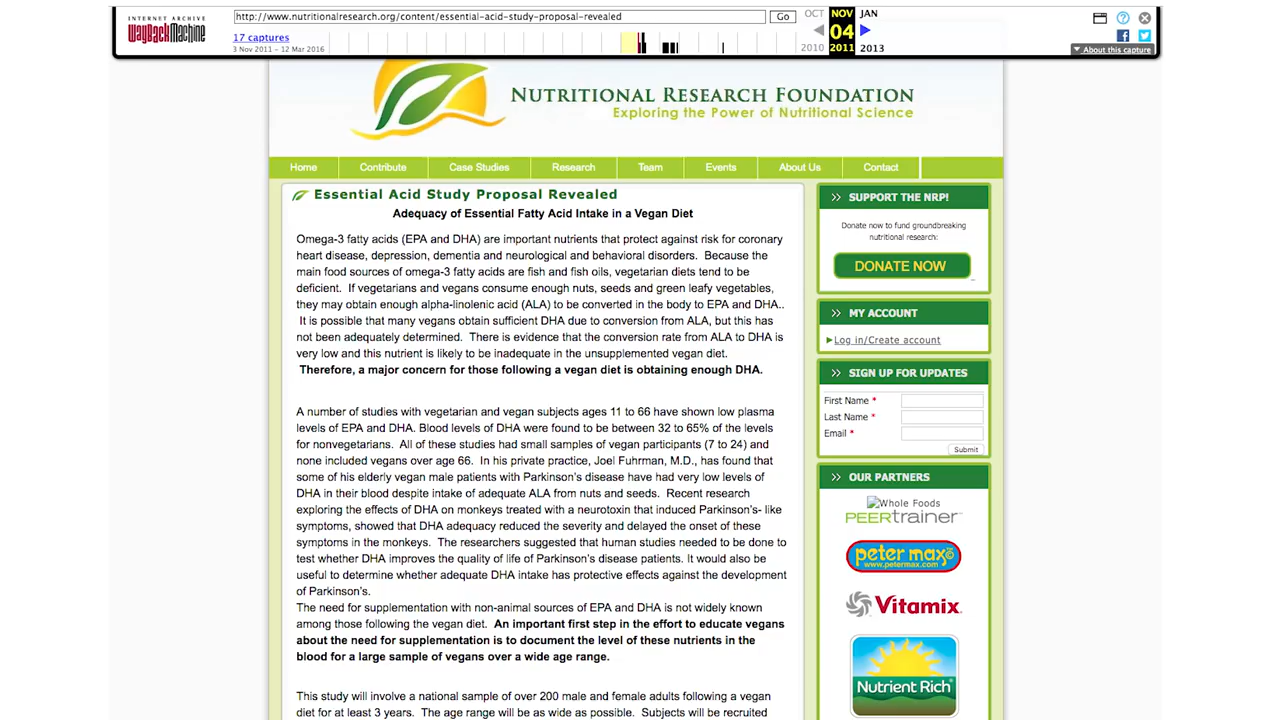 INTERNET ARCHIVE
WayBackMachine
http://www.nutritionalresearch.org/content/essential-acid-study-proposal-revealed
Go
17 captures
3 Nov 2011 – 12 Mar 2016
OCT NOV JAN
04
2010 2011 2013
▼ About this capture
NUTRITIONAL RESEARCH FOUNDATION
Exploring the Power of Nutritional Science
Home Contribute Case Studies Research Team Events About Us Contact
Essential Acid Study Proposal Revealed
Adequacy of Essential Fatty Acid Intake in a Vegan Diet
Omega-3 fatty acids (EPA and DHA) are important nutrients that protect against risk for coronary
heart disease, depression, dementia and neurological and behavioral disorders. Because the
main food sources of omega-3 fatty acids are fish and fish oils, vegetarian diets tend to be
deficient. If vegetarians and vegans consume enough nuts, seeds and green leafy vegetables,
they may obtain enough alpha-linolenic acid (ALA) to be converted in the body to EPA and DHA..
It is possible that many vegans obtain sufficient DHA due to conversion from ALA, but this has
not been adequately determined. There is evidence that the conversion rate from ALA to DHA is
very low and this nutrient is likely to be inadequate in the unsupplemented vegan diet.
Therefore, a major concern for those following a vegan diet is obtaining enough DHA.
A number of studies with vegetarian and vegan subjects ages 11 to 66 have shown low plasma
levels of EPA and DHA. Blood levels of DHA were found to be between 32 to 65% of the levels
for nonvegetarians. All of these studies had small samples of vegan participants (7 to 24) and
none included vegans over age 66. In his private practice, Joel Fuhrman, M.D., has found that
some of his elderly vegan male patients with Parkinson's disease have had very low levels of
DHA in their blood despite intake of adequate ALA from nuts and seeds. Recent research
exploring the effects of DHA on monkeys treated with a neurotoxin that induced Parkinson's- like
symptoms, showed that DHA adequacy reduced the severity and delayed the onset of these
symptoms in the monkeys. The researchers suggested that human studies needed to be done to
test whether DHA improves the quality of life of Parkinson's disease patients. It would also be
useful to determine whether adequate DHA intake has protective effects against the development
of Parkinson's.
The need for supplementation with non-animal sources of EPA and DHA is not widely known
among those following the vegan diet. An important first step in the effort to educate vegans
about the need for supplementation is to document the level of these nutrients in the
blood for a large sample of vegans over a wide age range.
This study will involve a national sample of over 200 male and female adults following a vegan
diet for at least 3 years. The age range will be as wide as possible. Subjects will be recruited
SUPPORT THE NRP!
Donate now to fund groundbreaking
nutritional research:
DONATE NOW
MY ACCOUNT
Log in/Create account
SIGN UP FOR UPDATES
First Name *
Last Name *
Email *
Submit
OUR PARTNERS
Whole Foods
PEERtrainer
peter max
www.petermax.com
Vitamix
Nutrient Rich